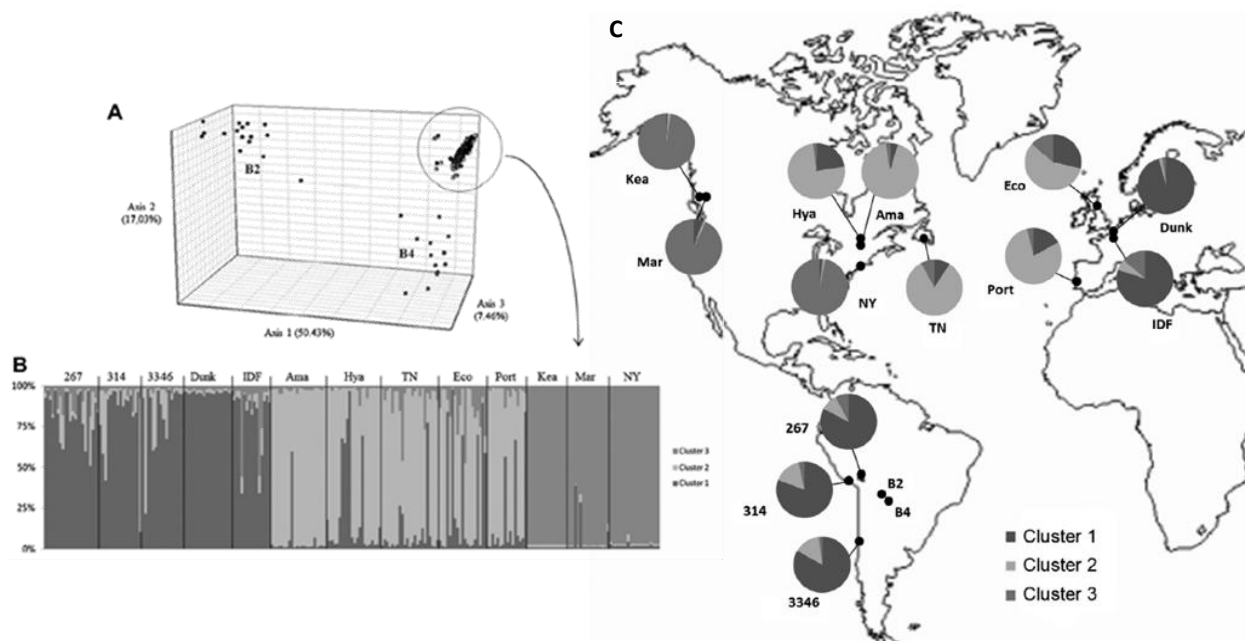 A
B2
B4
Axis 2
(17,03%)
Axis 1 (50.43%)
Axis 3
(7.46%)
B
267 314 3346 Dunk IDF Ama Hya TN Eco Port Kea Mar NY
100%
75%
50%
25%
0%
Cluster 3
Cluster 2
Cluster 1
C
Kea
Mar
Hya
Ama
NY
TN
Eco
Dunk
Port
IDF
267
314
3346
B2
B4
Cluster 1
Cluster 2
Cluster 3